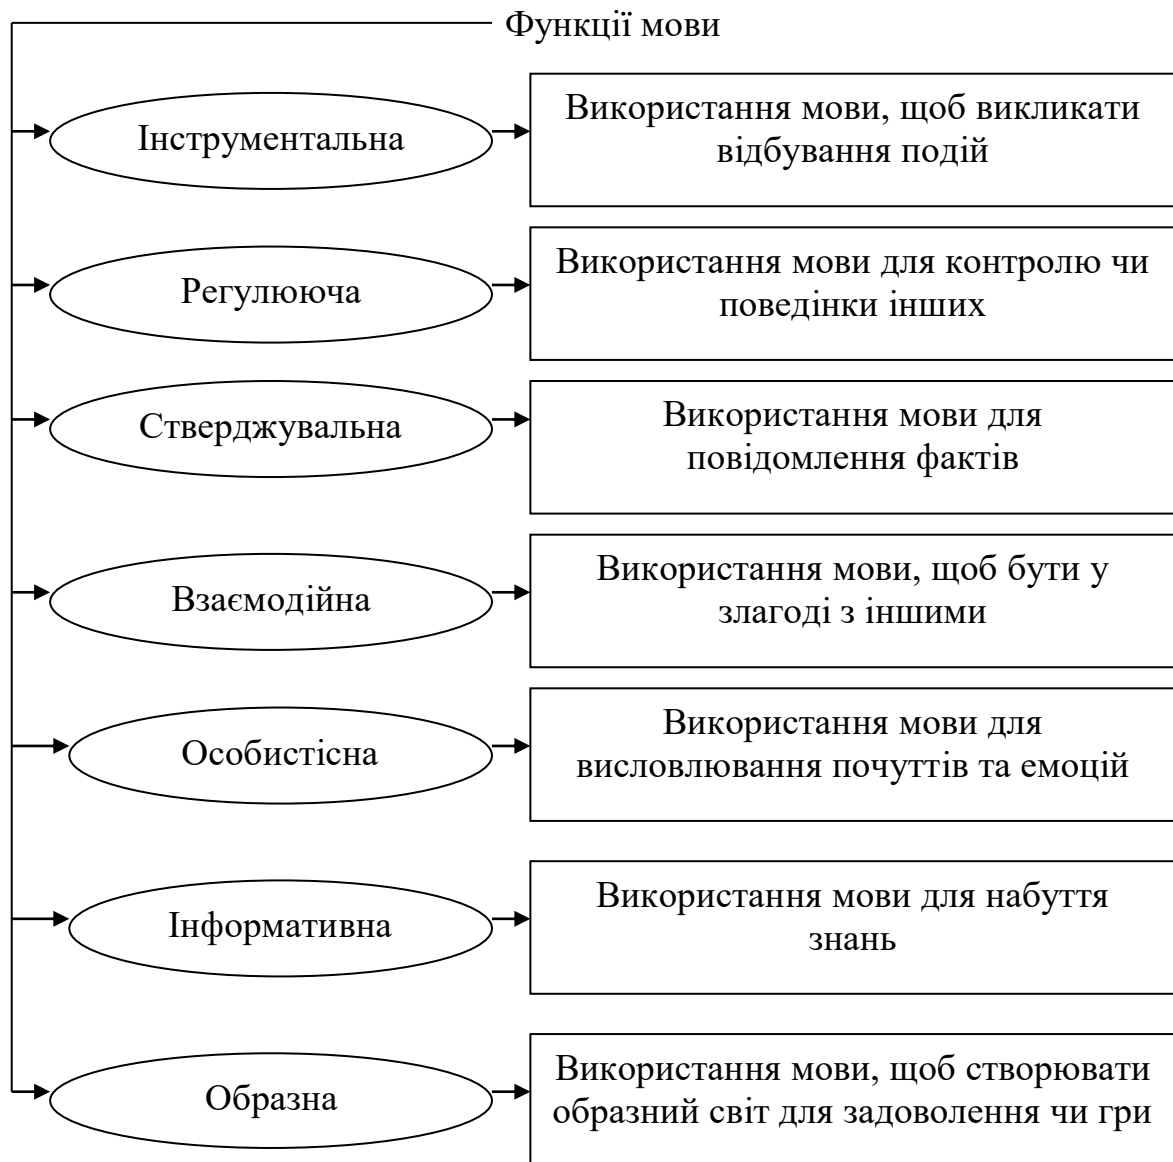 Функції мови
Інструментальна
Використання мови, щоб викликати
відбування подій
Регулююча
Використання мови для контролю чи
поведінки інших
Стверджувальна
Використання мови для
повідомлення фактів
Взаємодійна
Використання мови, щоб бути у
злагоді з іншими
Особистісна
Використання мови для
висловлювання почуттів та емоцій
Інформативна
Використання мови для набуття
знань
Образна
Використання мови, щоб створювати
образний світ для задоволення чи гри